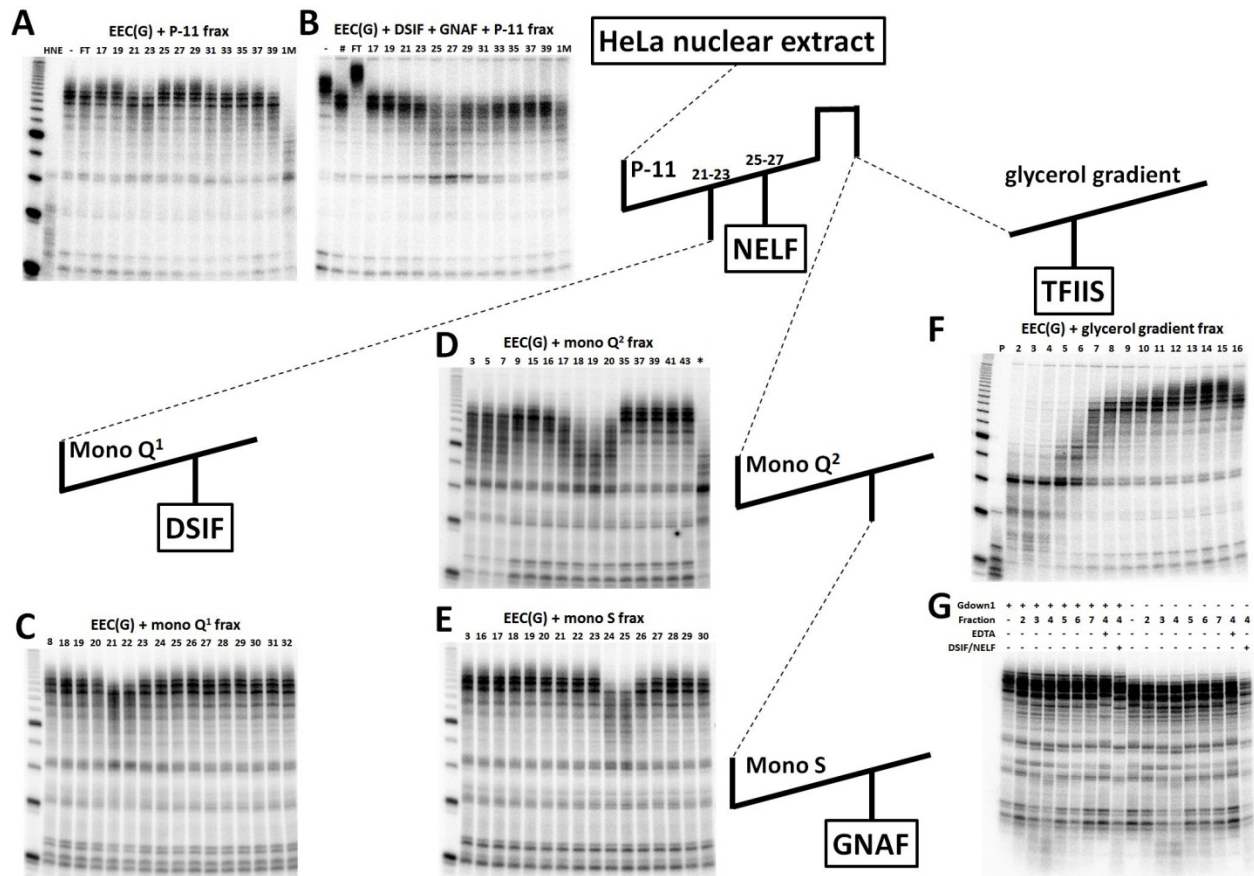 A
EEC(G) + P-11 frax
HNE - FT 17 19 21 23 25 27 29 31 33 35 37 39 1M
B
EEC(G) + DSIF + GNAF + P-11 frax
- # FT 17 19 21 23 25 27 29 31 33 35 37 39 1M
HeLa nuclear extract
P-11
21-23
25-27
NELF
glycerol gradient
TFIIS
D
EEC(G) + mono Q² frax
3 5 7 9 15 16 17 18 19 20 35 37 39 41 43 *
F
EEC(G) + glycerol gradient frax
P 2 3 4 5 6 7 8 9 10 11 12 13 14 15 16
Mono Q¹
DSIF
Mono Q²
C
EEC(G) + mono Q¹ frax
8 18 19 20 21 22 23 24 25 26 27 28 29 30 31 32
E
EEC(G) + mono S frax
3 16 17 19 20 21 22 23 24 25 26 27 28 29 30
Mono S
GNAF
G
Gdown1 + + + + + + + + + - - - - - - - - -
Fraction - 2 3 4 5 6 7 4 4 - 2 3 4 5 6 7 4 4
EDTA - - - - - - - + - - - - - - - - + -
DSIF/NELF - - - - - - - - + - - - - - - - - +